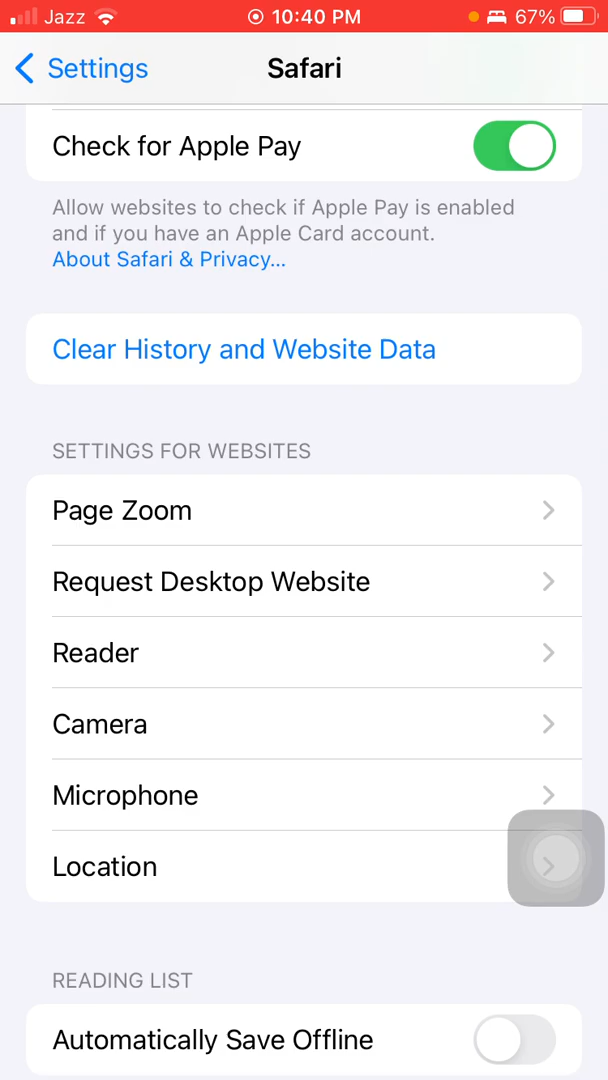 Jazz 10:40 PM 67%
Settings Safari
Check for Apple Pay
Allow websites to check if Apple Pay is enabled
and if you have an Apple Card account.
About Safari & Privacy...
Clear History and Website Data
SETTINGS FOR WEBSITES
Page Zoom
Request Desktop Website
Reader
Camera
Microphone
Location
READING LIST
Automatically Save Offline